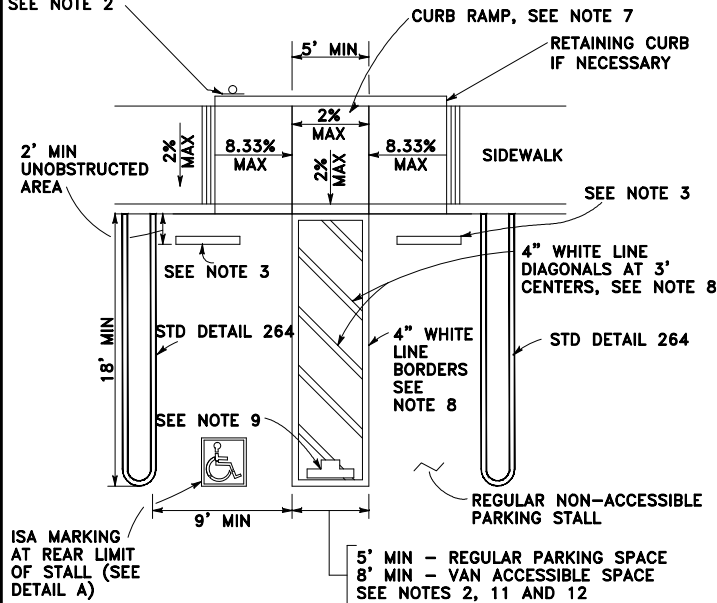 SEE NOTE 2
CURB RAMP, SEE NOTE 7
5' MIN
RETAINING CURB
IF NECESSARY
2%
MAX
8.33%
MAX
8.33%
MAX
2%
MAX
2%
MAX
SIDEWALK
2' MIN
UNOBSTRUCTED
AREA
SEE NOTE 3
SEE NOTE 3
4" WHITE LINE
DIAGONALS AT 3'
CENTERS, SEE NOTE 8
18' MIN
STD DETAIL 264
4" WHITE
LINE
BORDERS
SEE
NOTE 8
STD DETAIL 264
SEE NOTE 9
REGULAR NON-ACCESSIBLE
PARKING STALL
9' MIN
ISA MARKING
AT REAR LIMIT
OF STALL (SEE
DETAIL A)
5' MIN - REGULAR PARKING SPACE
8' MIN - VAN ACCESSIBLE SPACE
SEE NOTES 2, 11 AND 12